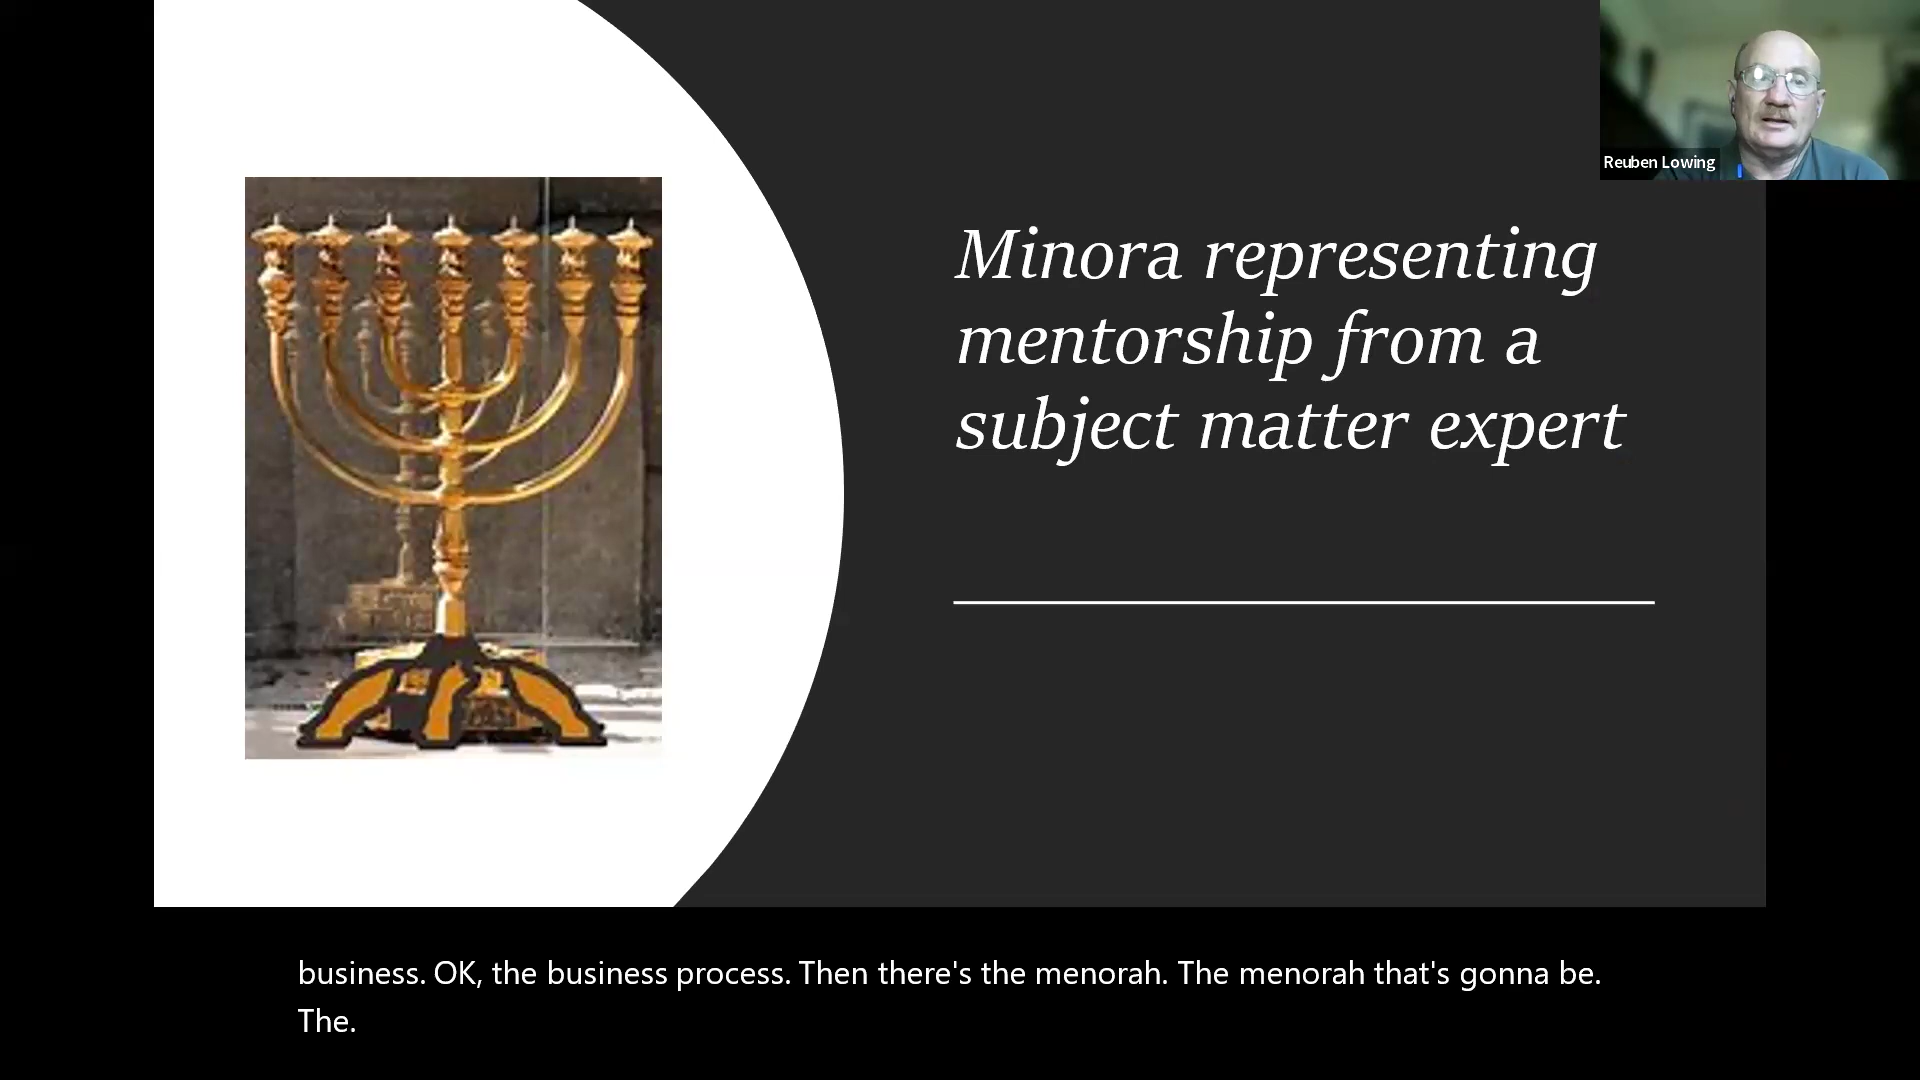 Reuben Lowing
Minora representing
mentorship from a
subject matter expert
business. OK, the business process. Then there's the menorah. The menorah that's gonna be.
The.